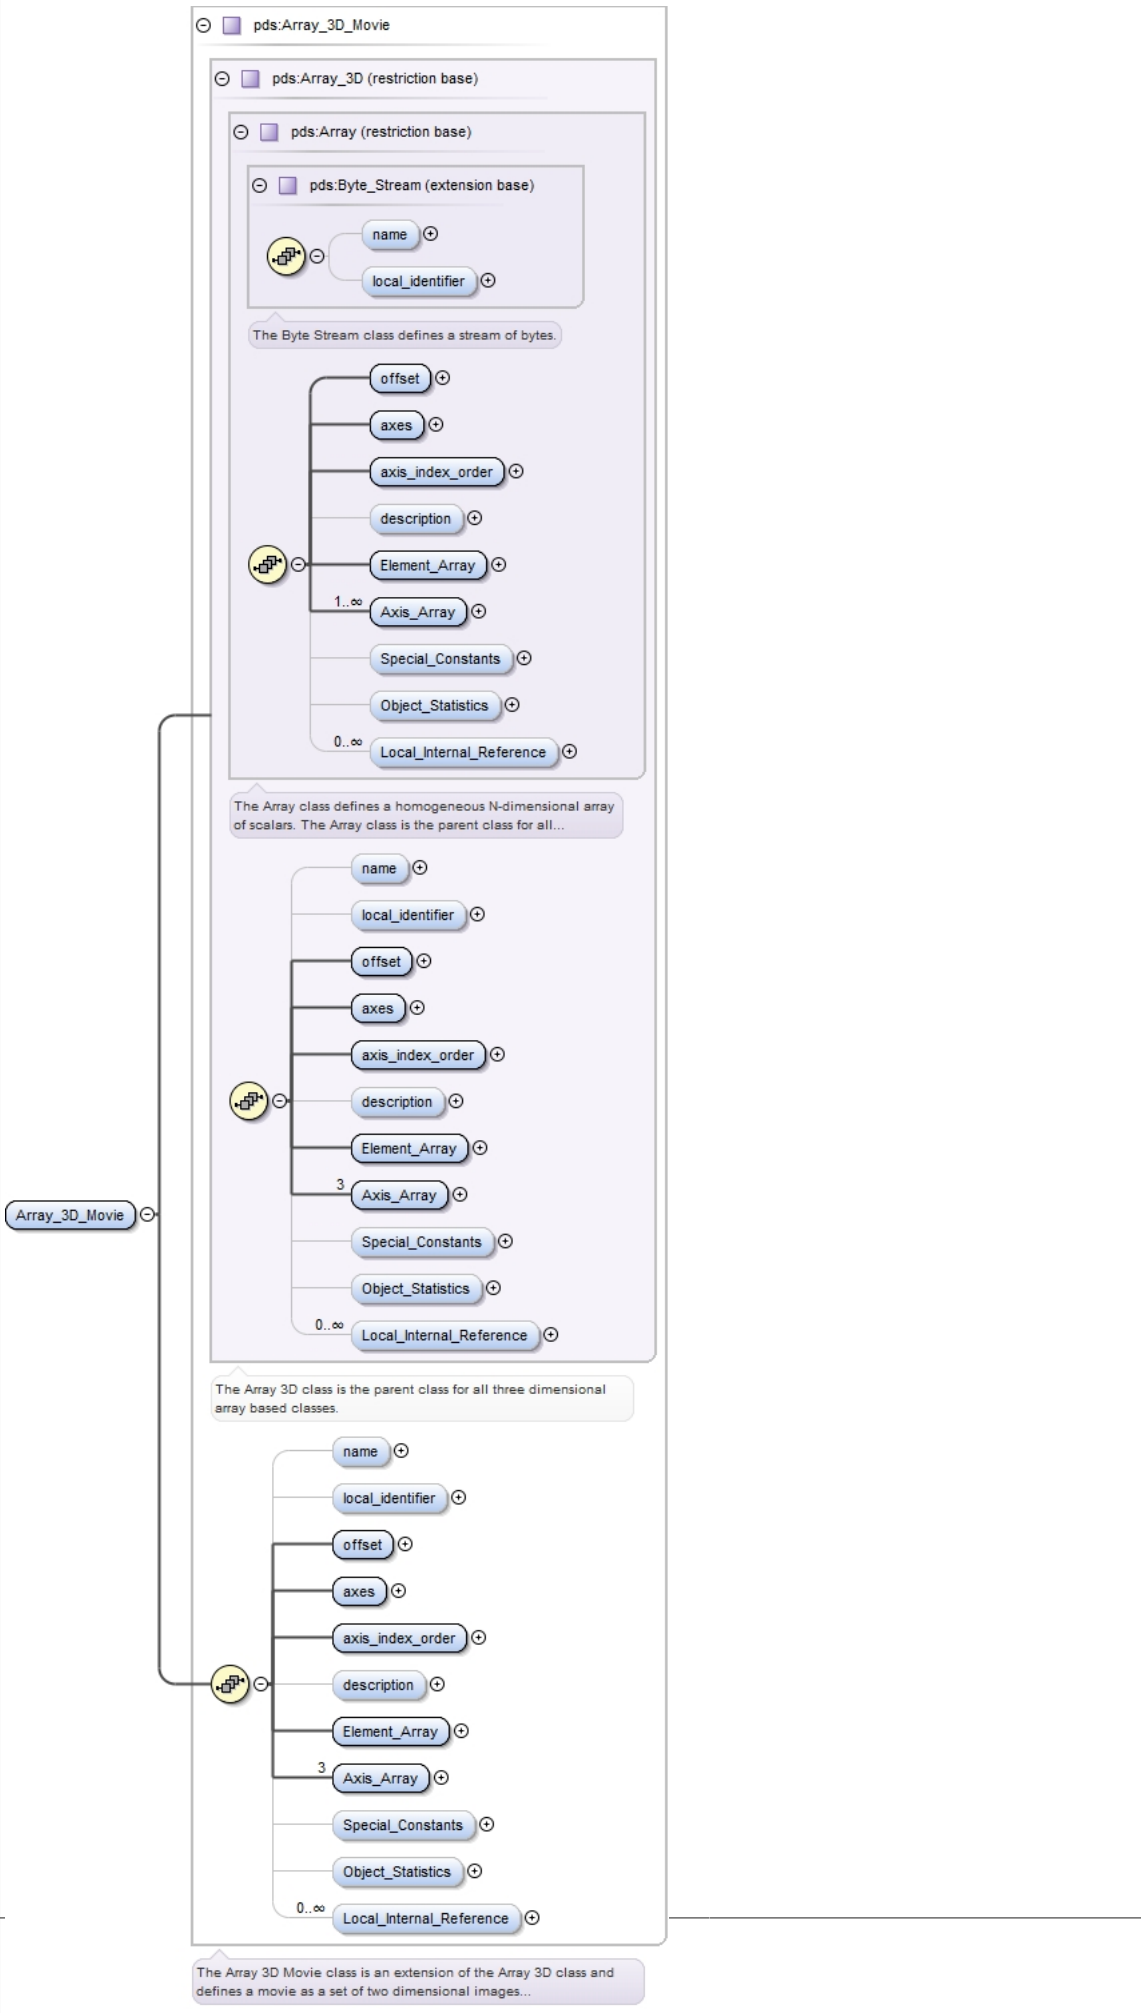 pds:Array_3D_Movie
pds:Array_3D (restriction base)
pds:Array (restriction base)
pds:Byte_Stream (extension base)
name
local_identifier
The Byte Stream class defines a stream of bytes.
offset
axes
axis_index_order
description
Element_Array
1..∞
Axis_Array
Special_Constants
Object_Statistics
0..∞
Local_Internal_Reference
The Array class defines a homogeneous N-dimensional array
of scalars. The Array class is the parent class for all...
name
local_identifier
offset
axes
axis_index_order
description
Element_Array
3
Axis_Array
Array_3D_Movie
Special_Constants
Object_Statistics
0..∞
Local_Internal_Reference
The Array 3D class is the parent class for all three dimensional
array based classes.
name
local_identifier
offset
axes
axis_index_order
description
Element_Array
3
Axis_Array
Special_Constants
Object_Statistics
0..∞
Local_Internal_Reference
The Array 3D Movie class is an extension of the Array 3D class and
defines a movie as a set of two dimensional images...